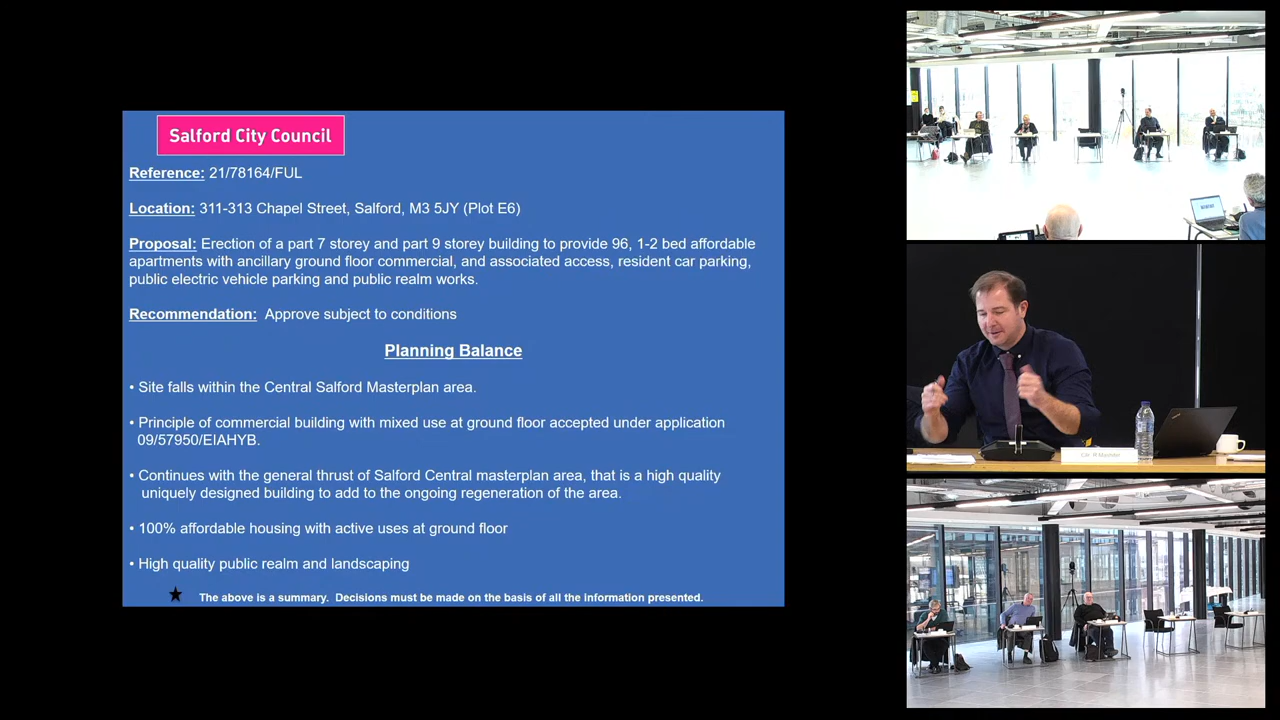 Salford City Council
Reference: 21/78164/FUL
Location: 311-313 Chapel Street, Salford, M3 5JY (Plot E6)
Proposal: Erection of a part 7 storey and part 9 storey building to provide 96, 1-2 bed affordable
apartments with ancillary ground floor commercial, and associated access, resident car parking,
public electric vehicle parking and public realm works.
Recommendation: Approve subject to conditions
Planning Balance
• Site falls within the Central Salford Masterplan area.
• Principle of commercial building with mixed use at ground floor accepted under application
09/57950/EIAHYB.
• Continues with the general thrust of Salford Central masterplan area, that is a high quality
uniquely designed building to add to the ongoing regeneration of the area.
• 100% affordable housing with active uses at ground floor
• High quality public realm and landscaping
★ The above is a summary. Decisions must be made on the basis of all the information presented.